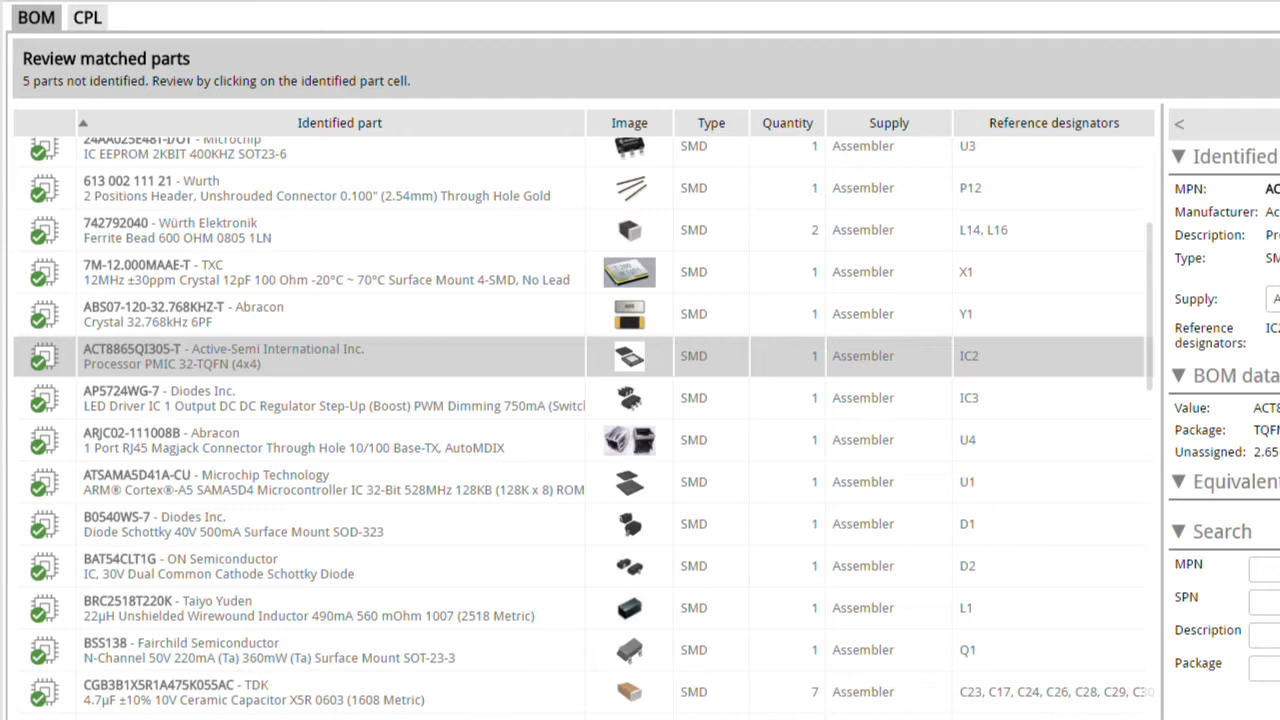 BOM CPL
Review matched parts
5 parts not identified. Review by clicking on the identified part cell.
Identified part Image Type Quantity Supply Reference designators
<
24AA025E481-I/OT - Microchip
IC EEPROM 2KBIT 400KHZ SOT23-6
SMD 1 Assembler U3
613 002 111 21 - Wurth
2 Positions Header, Unshrouded Connector 0.100" (2.54mm) Through Hole Gold
SMD 1 Assembler P12
742792040 - Würth Elektronik
Ferrite Bead 600 OHM 0805 1LN
SMD 2 Assembler L14, L16
7M-12.000MAAE-T - TXC
12MHz ±30ppm Crystal 12pF 100 Ohm -20°C ~ 70°C Surface Mount 4-SMD, No Lead
SMD 1 Assembler X1
ABS07-120-32.768KHZ-T - Abracon
Crystal 32.768kHz 6PF
SMD 1 Assembler Y1
ACT8865QI305-T - Active-Semi International Inc.
Processor PMIC 32-TQFN (4x4)
SMD 1 Assembler IC2
AP5724WG-7 - Diodes Inc.
LED Driver IC 1 Output DC DC Regulator Step-Up (Boost) PWM Dimming 750mA (Switch
SMD 1 Assembler IC3
ARJC02-111008B - Abracon
1 Port RJ45 Magjack Connector Through Hole 10/100 Base-TX, AutoMDIX
SMD 1 Assembler U4
ATSAMA5D41A-CU - Microchip Technology
ARM® Cortex®-A5 SAMA5D4 Microcontroller IC 32-Bit 528MHz 128KB (128K x 8) ROM
SMD 1 Assembler U1
B0540WS-7 - Diodes Inc.
Diode Schottky 40V 500mA Surface Mount SOD-323
SMD 1 Assembler D1
BAT54CLT1G - ON Semiconductor
IC, 30V Dual Common Cathode Schottky Diode
SMD 1 Assembler D2
BRC2518T220K - Taiyo Yuden
22µH Unshielded Wirewound Inductor 490mA 560 mOhm 1007 (2518 Metric)
SMD 1 Assembler L1
BSS138 - Fairchild Semiconductor
N-Channel 50V 220mA (Ta) 360mW (Ta) Surface Mount SOT-23-3
SMD 1 Assembler Q1
CGB3B1X5R1A475K055AC - TDK
4.7µF ±10% 10V Ceramic Capacitor X5R 0603 (1608 Metric)
SMD 7 Assembler C23, C17, C24, C26, C28, C29, C30
Identified
MPN: AC
Manufacturer: Ac
Description: Pro
Type: SM
Supply: A
Reference designators: IC2
BOM data
Value: ACT8
Package: TQFN
Unassigned: 2.65
Equivalent
Search
MPN
SPN
Description
Package